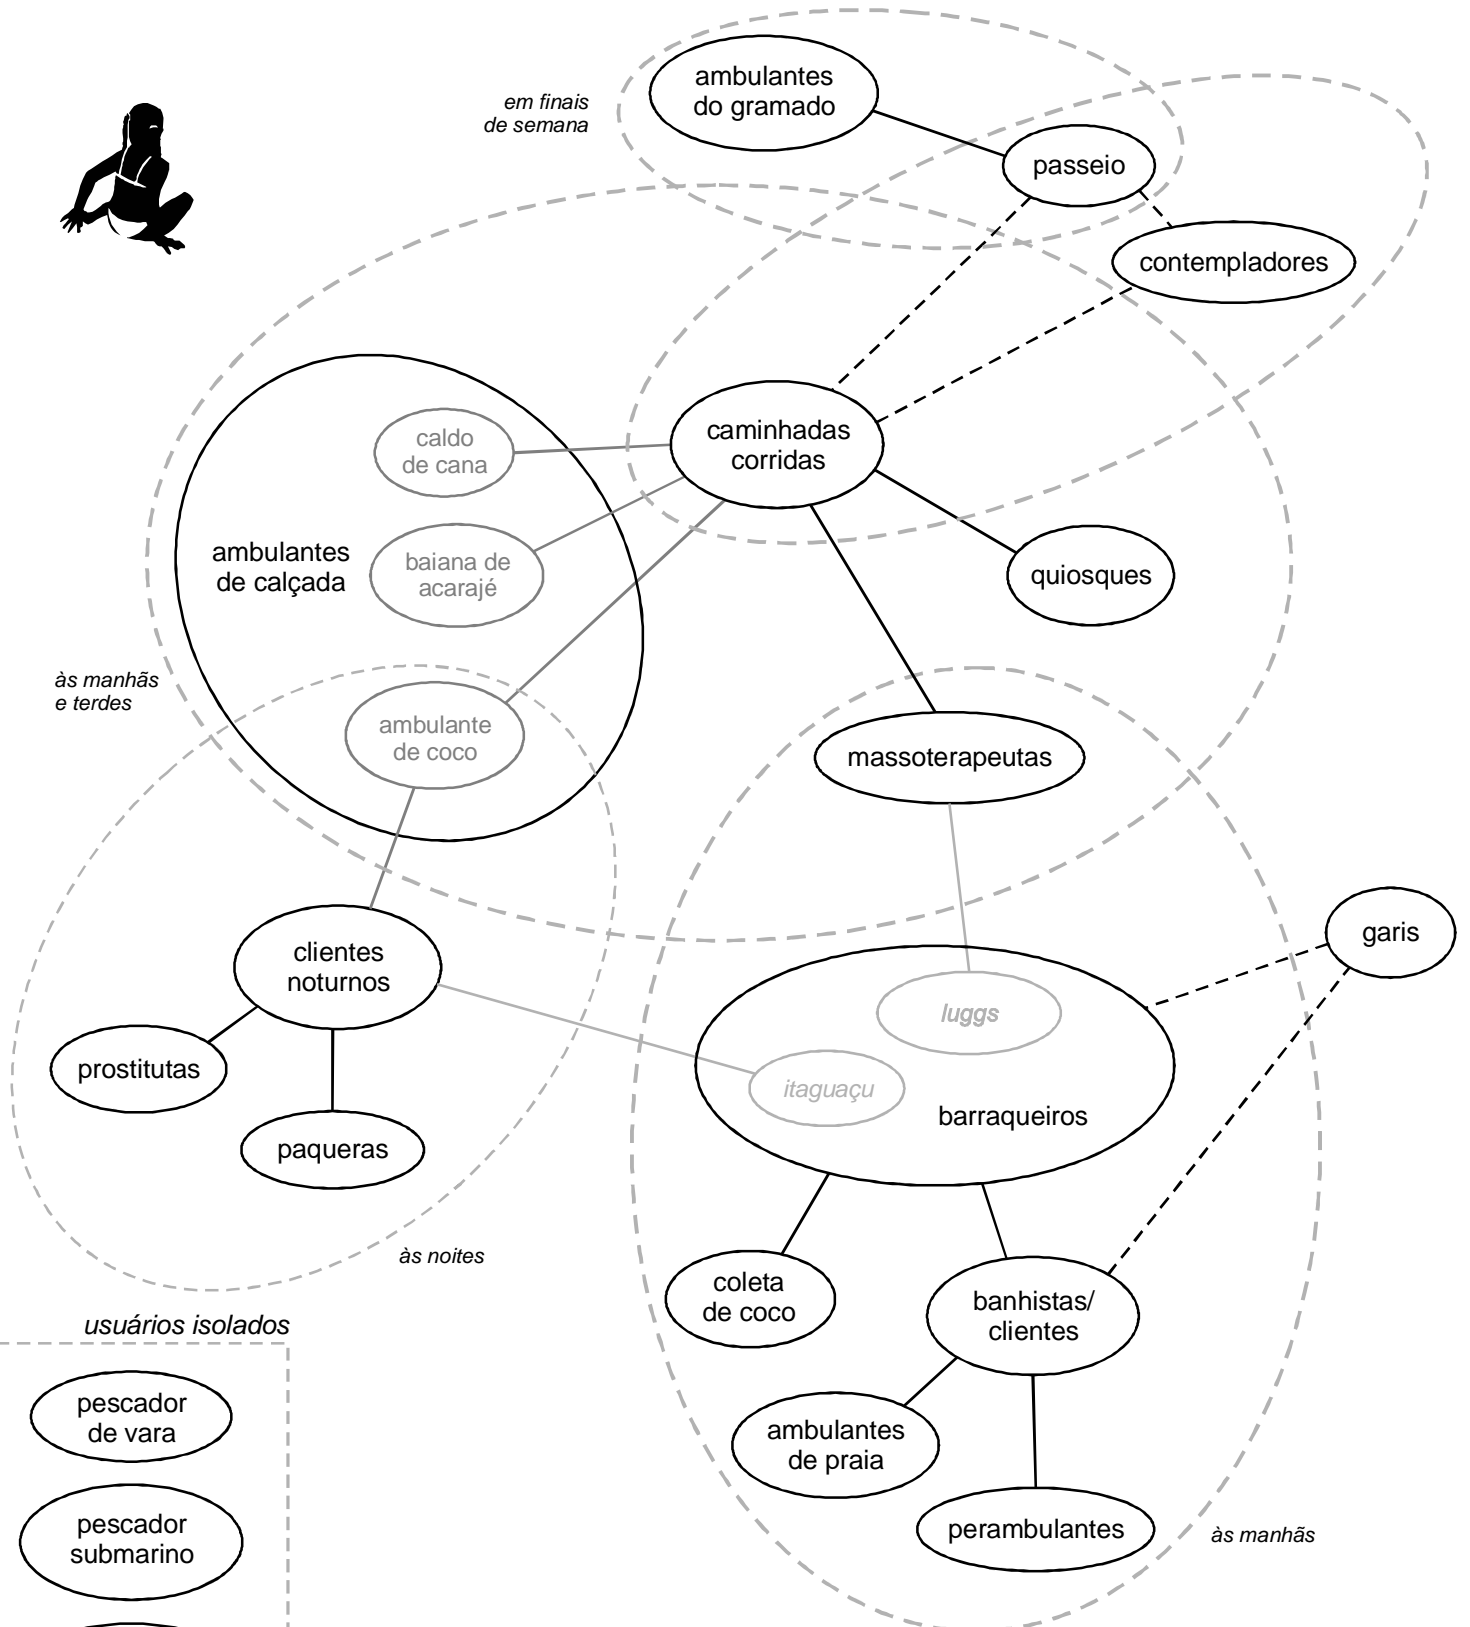 ambulantes
do gramado
em finais
de semana
passeio
contempladores
caldo
de cana
caminhadas
corridas
ambulantes
de calçada
baiana de
acarajé
quiosques
às manhãs
e terdes
ambulante
de coco
massoterapeutas
clientes
noturnos
garis
luggs
prostitutas
itaguaçu
barraqueiros
paqueras
às noites
coleta
de coco
banhistas/
clientes
usuários isolados
pescador
de vara
ambulantes
de praia
pescador
submarino
perambulantes
às manhãs